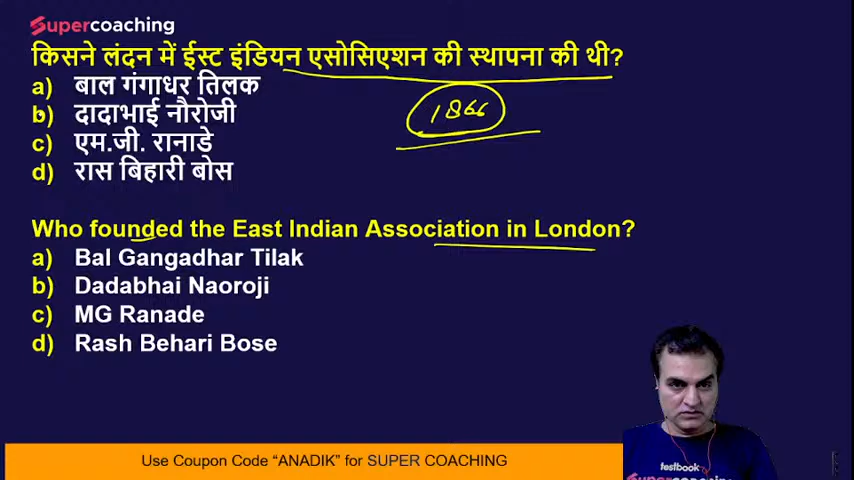 Supercoaching
किसने लंदन में ईस्ट इंडियन एसोसिएशन की स्थापना की थी?
a) बाल गंगाधर तिलक
b) दादाभाई नौरोजी
c) एम.जी. रानाडे
d) रास बिहारी बोस
1866
Who founded the East Indian Association in London?
a) Bal Gangadhar Tilak
b) Dadabhai Naoroji
c) MG Ranade
d) Rash Behari Bose
Use Coupon Code “ANADIK” for SUPER COACHING
testbook
Supercoaching